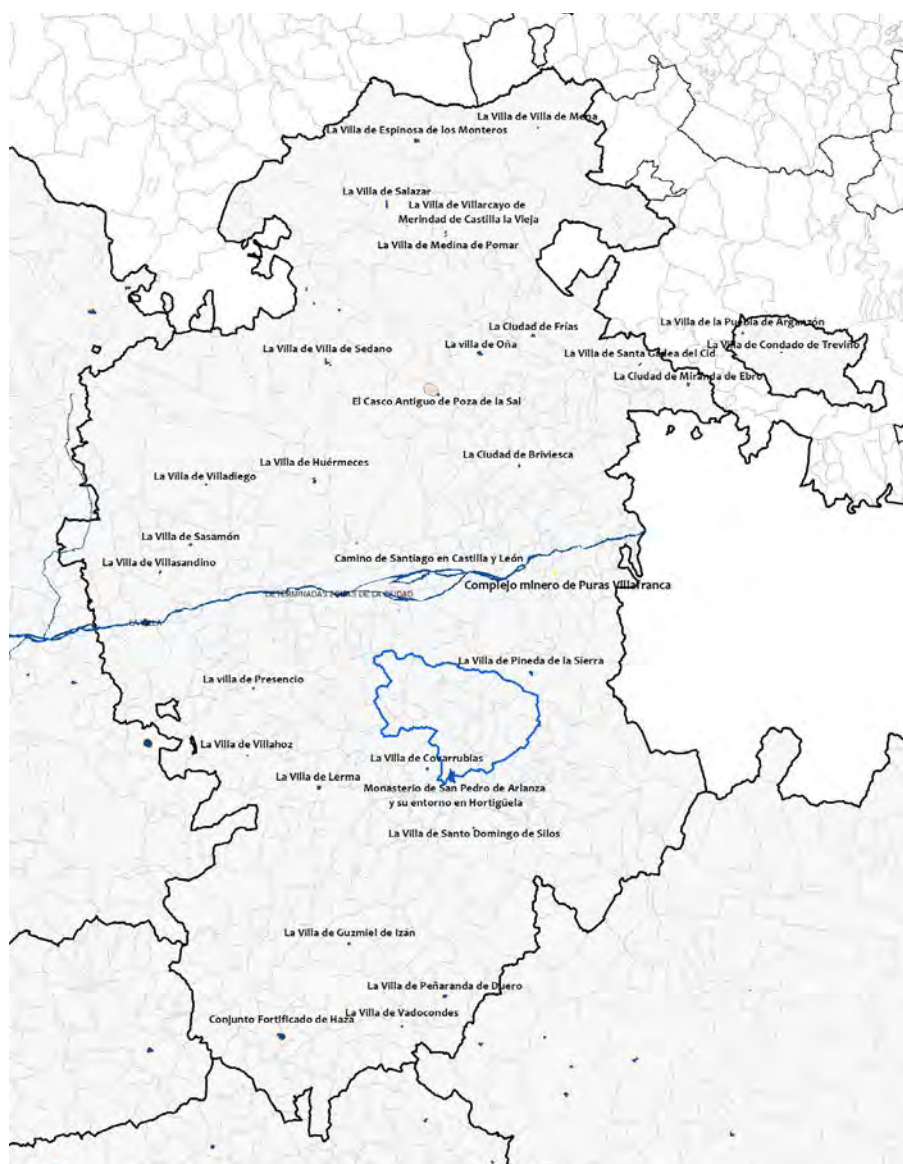 La Villa de Villa de Mena
La Villa de Espinosa de los Monteros
La Villa de Salazar
La Villa de Villarcayo de
Merindad de Castilla la Vieja
La Villa de Medina de Pomar
La Villa de la Puebla de Arganzón
La Ciudad de Frías
La Villa de Condado de Treviño
La Villa de Villa de Sedano
La villa de Oña
La Villa de Santa Gadea del Cid
La Ciudad de Miranda de Ebro
El Casco Antiguo de Poza de la Sal
La Ciudad de Briviesca
La Villa de Huérmeces
La Villa de Villadiego
La Villa de Sasamón
La Villa de Villasandino
Camino de Santiago en Castilla y León
Complejo minero de Puras Villafranca
DETERMINADAS ZONAS DE LA CIUDAD
LA VILLA
La Villa de Pineda de la Sierra
La villa de Presencio
La Villa de Villahoz
La Villa de Covarrubias
La Villa de Lerma
Monasterio de San Pedro de Arlanza
y su entorno en Hortigüela
La Villa de Santo Domingo de Silos
La Villa de Guzmiel de Izán
La Villa de Peñaranda de Duero
La Villa de Vadocondes
Conjunto Fortificado de Haza